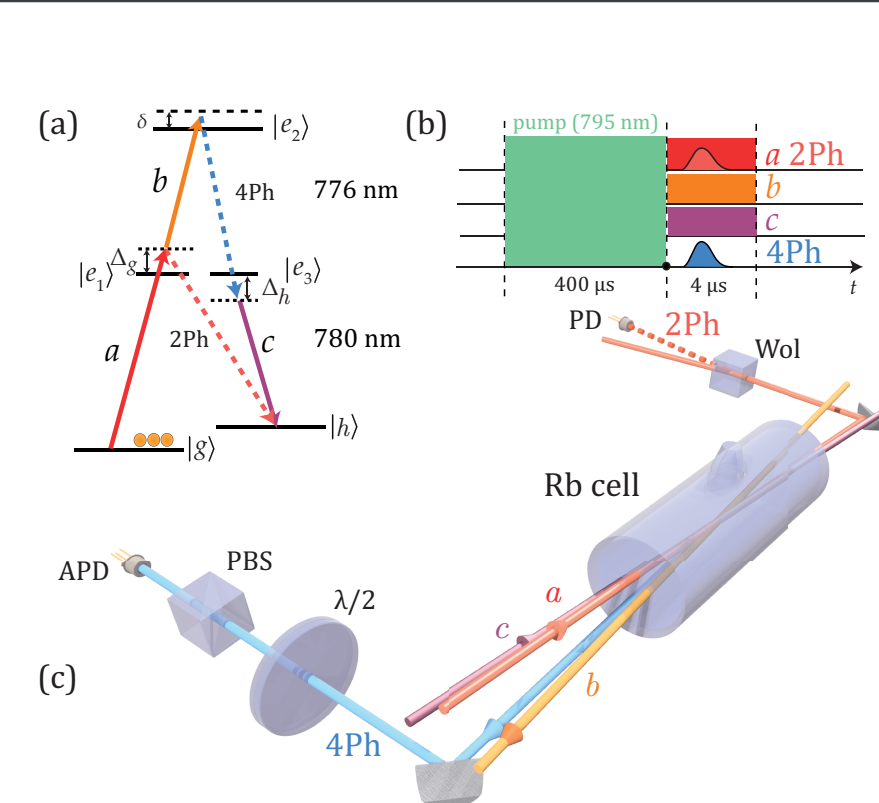 (a)
δ
|e₂⟩
b
4Ph
776 nm
Δg
|e₁⟩
|e₃⟩
Δh
a
2Ph
c
780 nm
|h⟩
|g⟩
(b)
pump (795 nm)
a 2Ph
b
c
4Ph
400 µs
4 µs
t
PD
2Ph
Wol
Rb cell
APD
PBS
λ/2
a
c
b
(c)
4Ph